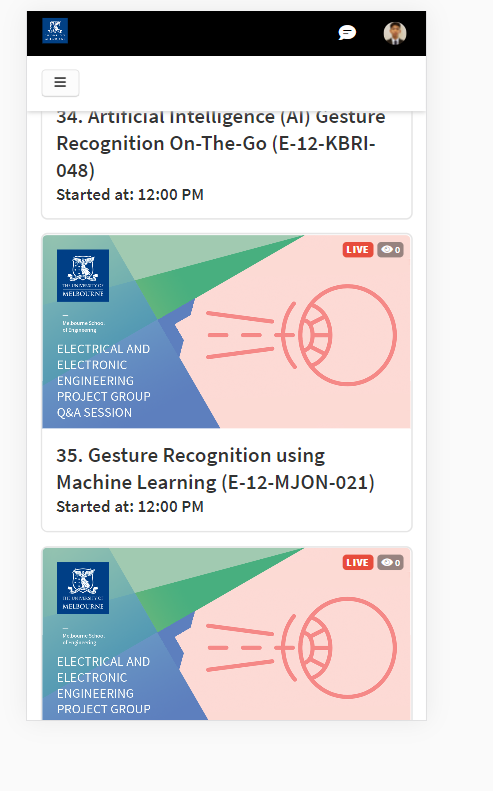 34. Artificial Intelligence (AI) Gesture
Recognition On-The-Go (E-12-KBRI-
048)
Started at: 12:00 PM
LIVE 0
THE UNIVERSITY OF
MELBOURNE
Melbourne School
of Engineering
ELECTRICAL AND
ELECTRONIC
ENGINEERING
PROJECT GROUP
Q&A SESSION
35. Gesture Recognition using
Machine Learning (E-12-MJON-021)
Started at: 12:00 PM
LIVE 0
THE UNIVERSITY OF
MELBOURNE
Melbourne School
of Engineering
ELECTRICAL AND
ELECTRONIC
ENGINEERING
PROJECT GROUP